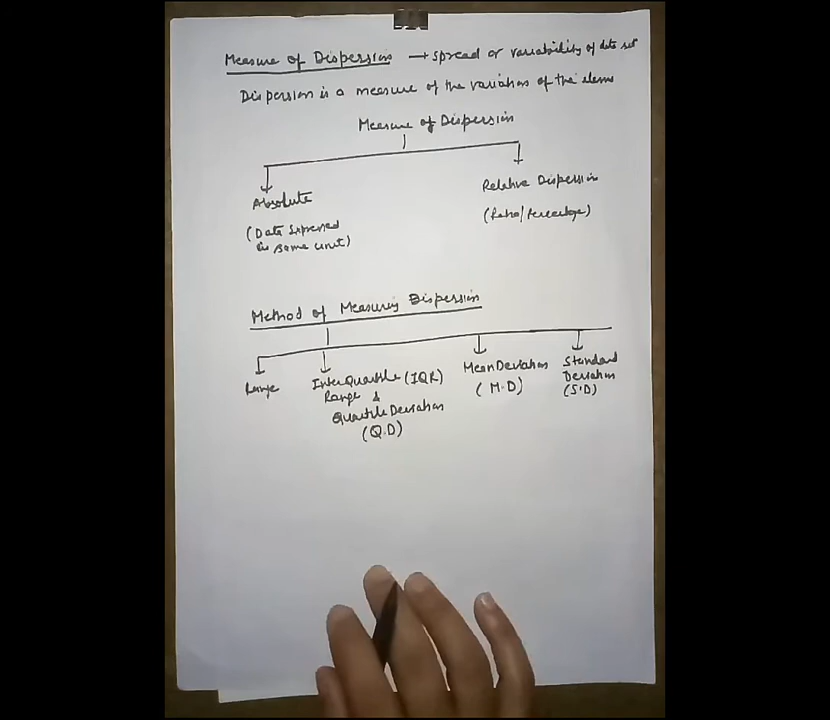 Measure of Dispersion → Spread or variability of data set
Dispersion is a measure of the variation of the items
Measure of Dispersion
Absolute
(Data Expressed
in same unit)
Relative Dispersion
(Ratio/Percentage)
Method of Measuring Dispersion
Range
InterQuartile (IQR)
Range &
Quartile Deviation
(Q.D)
Mean Deviation
(M.D)
Standard
Deviation
(S.D)